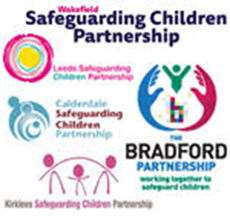 Wakefield
Safeguarding Children
Partnership
Leeds Safeguarding
Children Partnership
Calderdale
Safeguarding
Children
Partnership
THE
BRADFORD
PARTNERSHIP
working together to
safeguard children
Kirklees Safeguarding Children Partnership